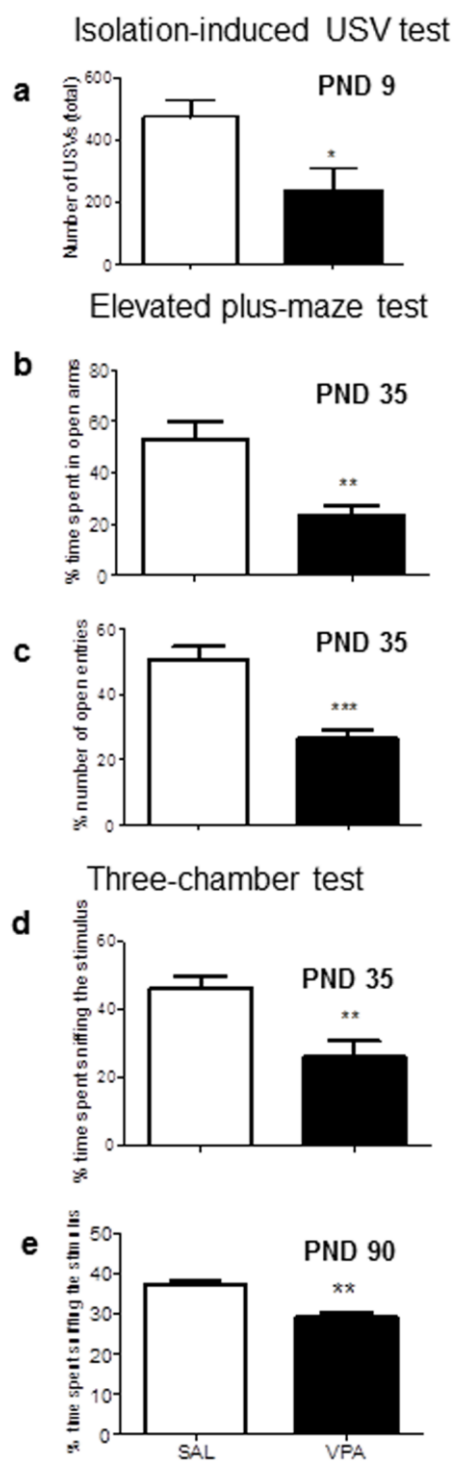 Isolation-induced USV test
a
PND 9
Number of USVs (total)
600
400
200
0
*
Elevated plus-maze test
b
PND 35
% time spent in open arms
80
60
40
20
0
**
c
PND 35
% number of open entries
60
40
20
0
***
Three-chamber test
d
PND 35
% time spent sniffing the stimulus
60
40
20
0
**
e
PND 90
% time spent sniffing the stimulus
50
40
30
20
10
0
**
SAL VPA